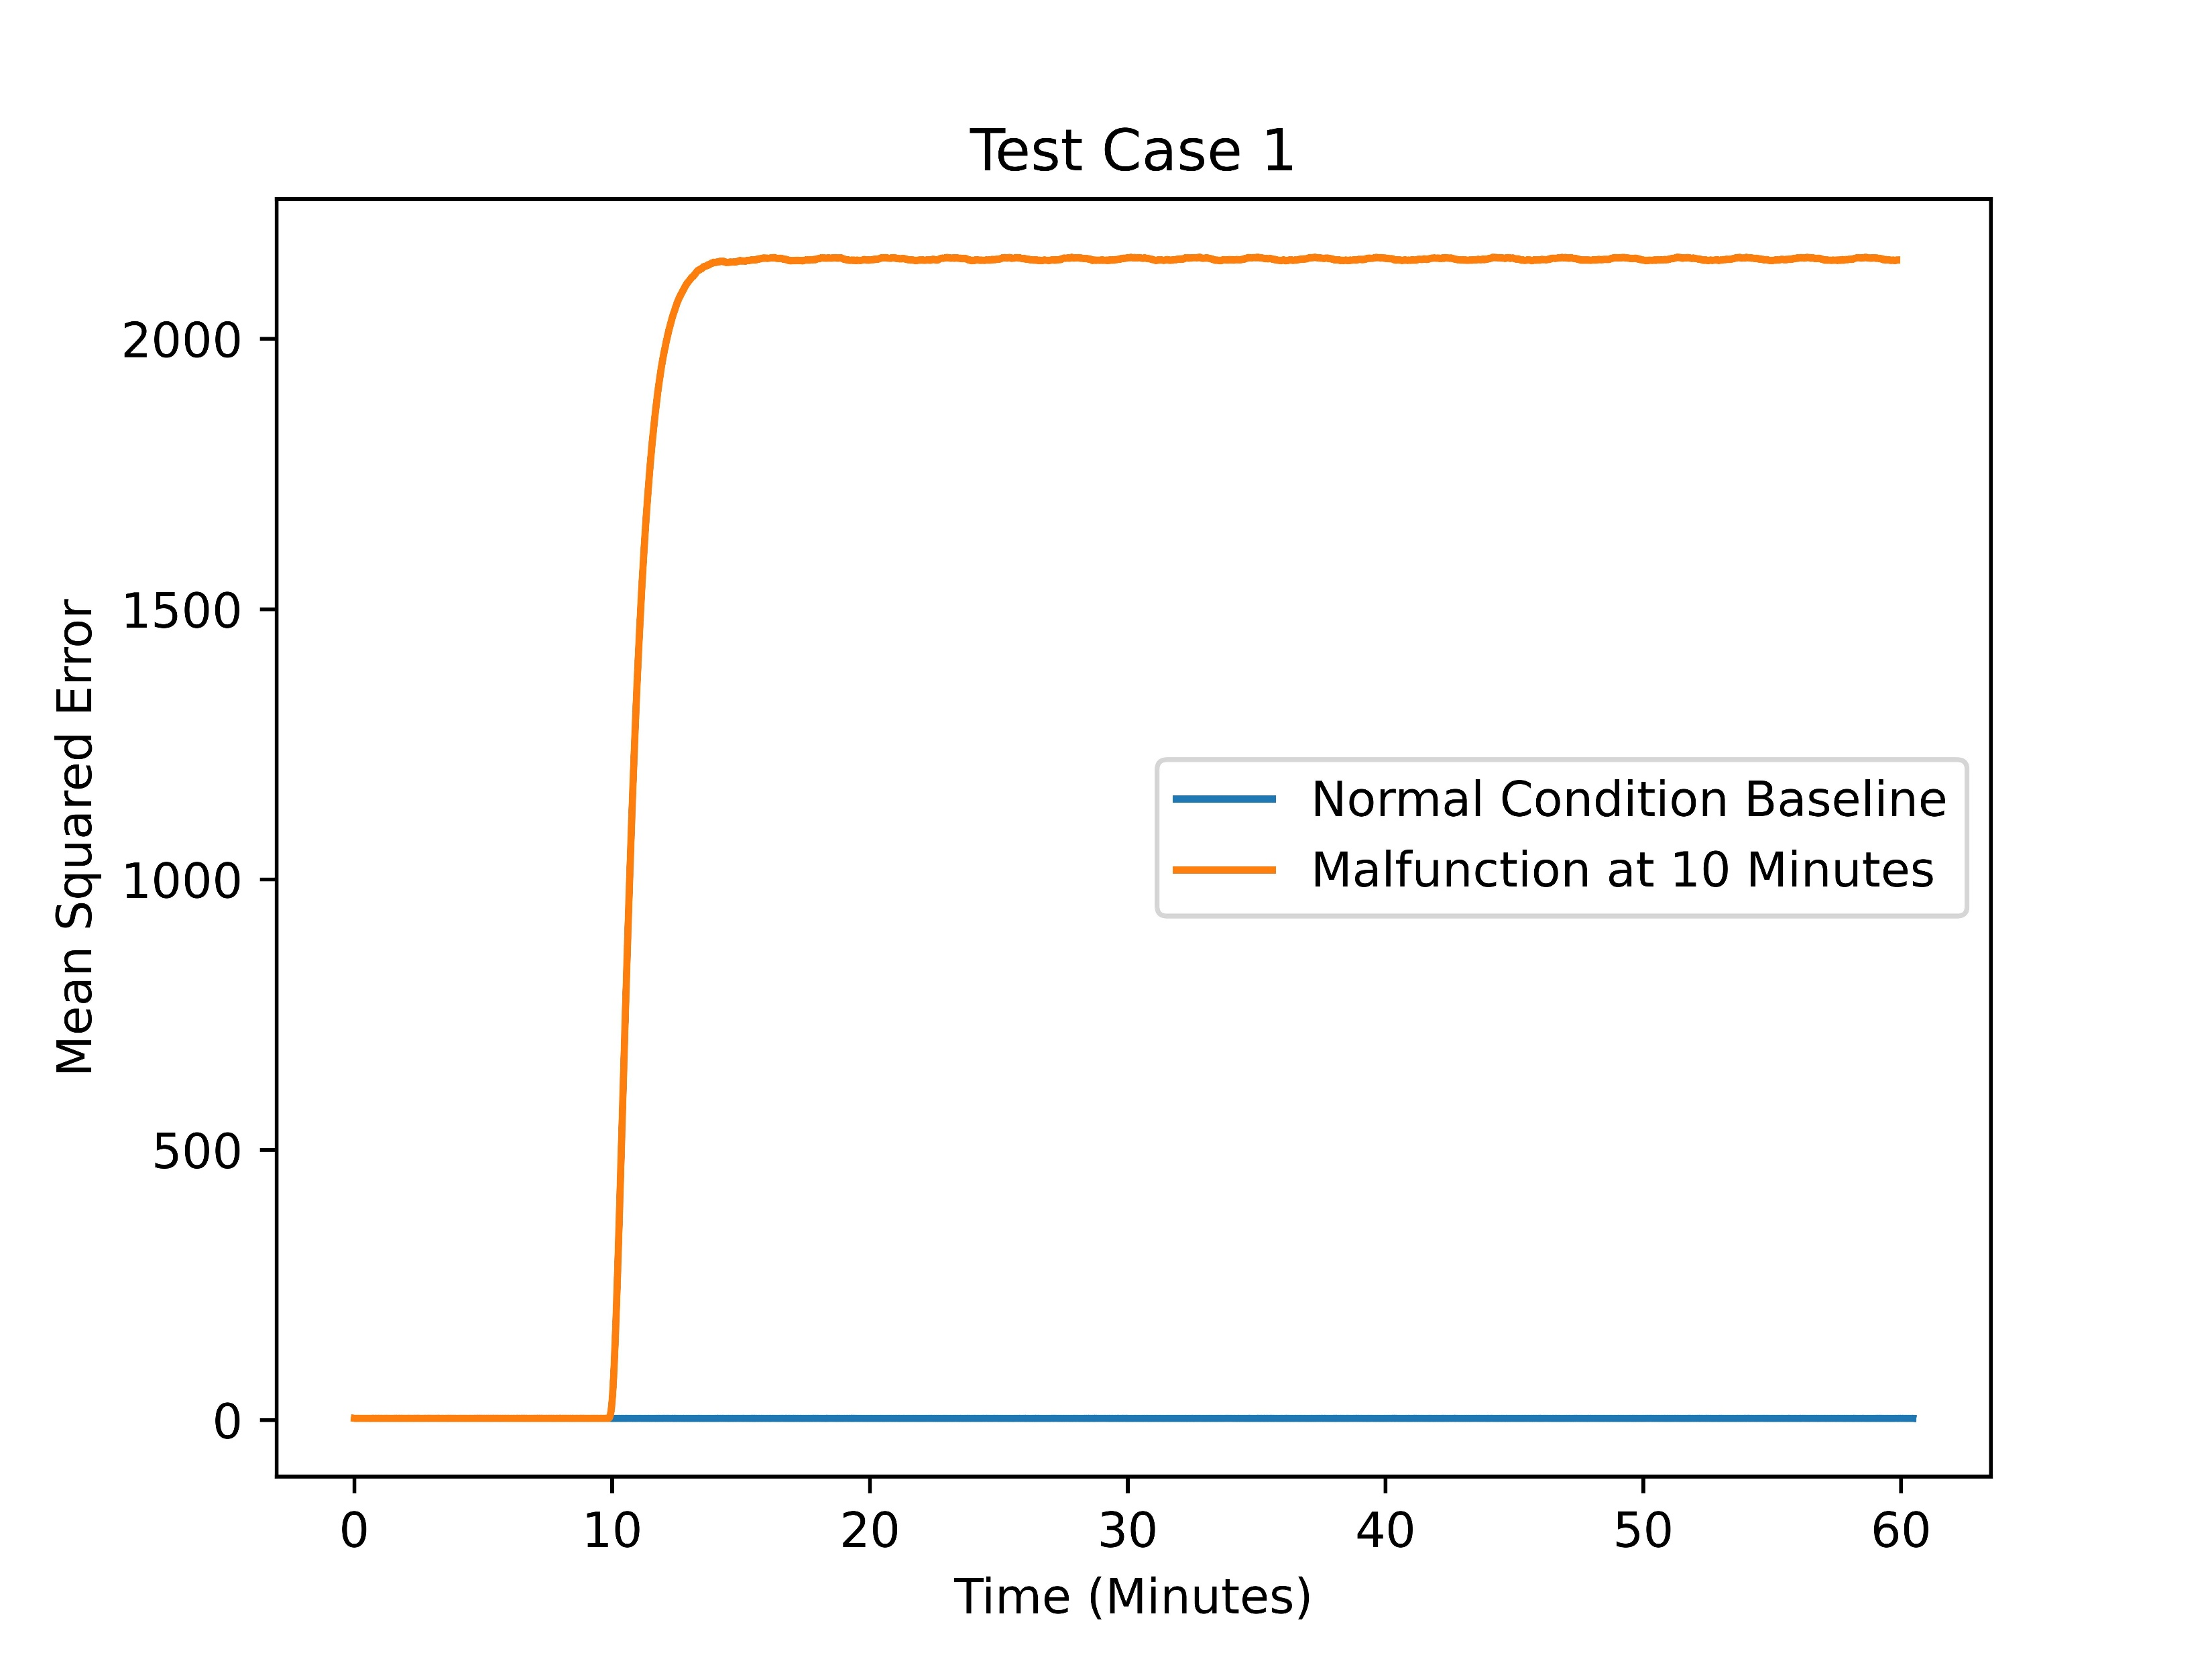 Test Case 1
Mean Squared Error
2000
1500
1000
500
0
Normal Condition Baseline
Malfunction at 10 Minutes
0 10 20 30 40 50 60
Time (Minutes)